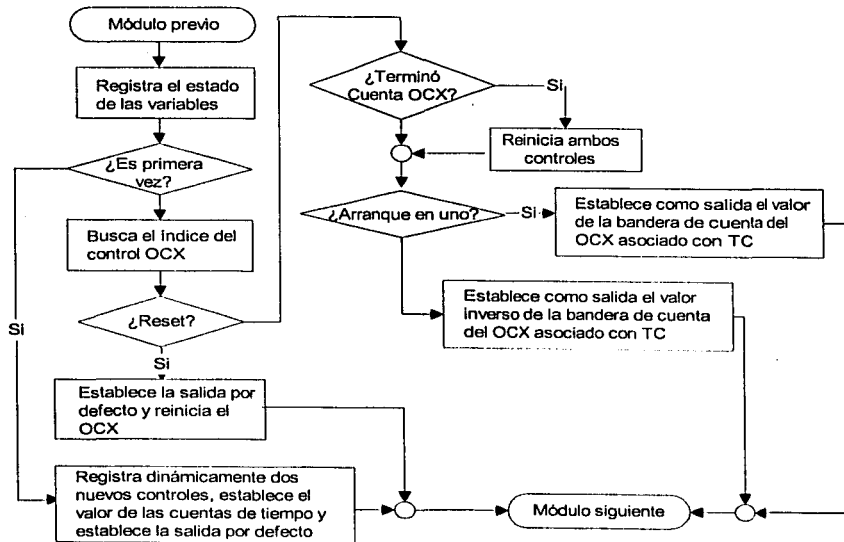 Módulo previo
Registra el estado
de las variables
¿Es primera
vez?
Busca el índice del
control OCX
¿Reset?
Si
Si
Establece la salida por
defecto y reinicia el
OCX
Registra dinámicamente dos
nuevos controles, establece el
valor de las cuentas de tiempo y
establece la salida por defecto
¿Terminó
Cuenta OCX?
Si
Reinicia ambos
controles
¿Arranque en uno?
Si
Establece como salida el valor
de la bandera de cuenta del
OCX asociado con TC
Establece como salida el valor
inverso de la bandera de cuenta
del OCX asociado con TC
Módulo siguiente